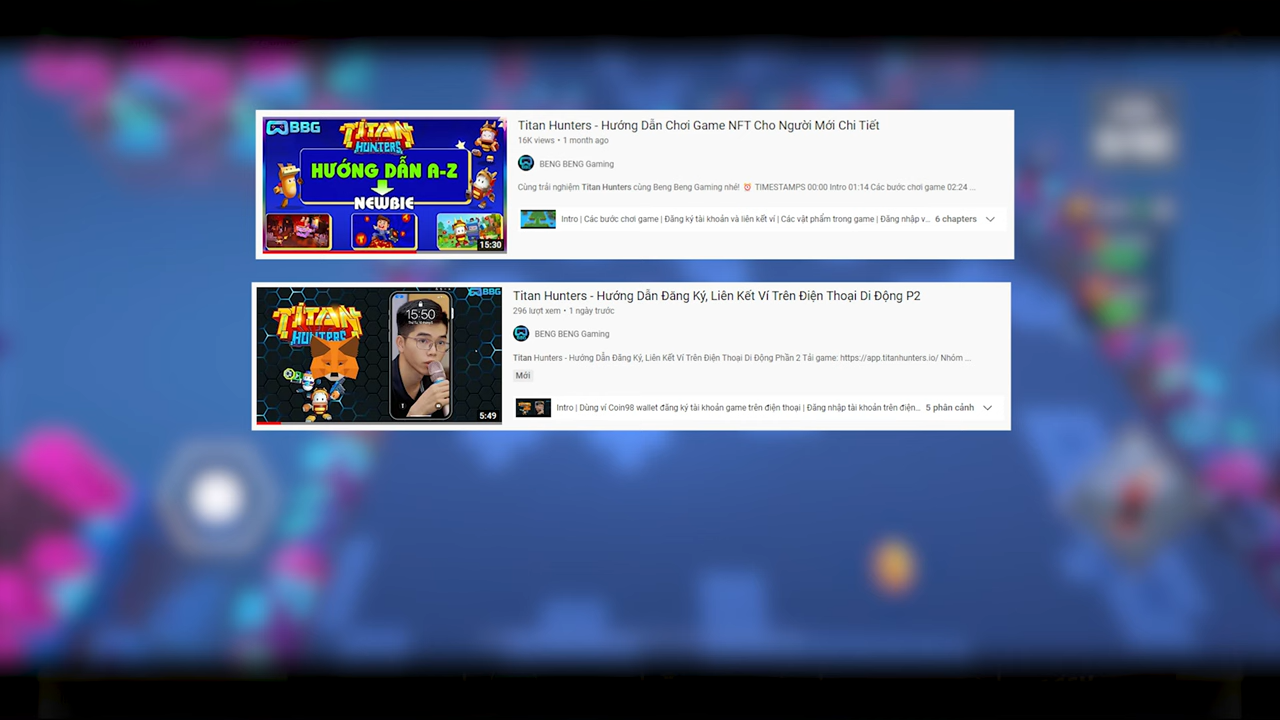 BBG
TITAN
HUNTERS
HƯỚNG DẪN A-Z
NEWBIE
15:30
Titan Hunters - Hướng Dẫn Chơi Game NFT Cho Người Mới Chi Tiết
16K views • 1 month ago
BENG BENG Gaming
Cùng trải nghiệm Titan Hunters cùng Beng Beng Gaming nhé! ⏰ TIMESTAMPS 00:00 Intro 01:14 Các bước chơi game 02:24 ...
Intro | Các bước chơi game | Đăng ký tài khoản và liên kết ví | Các vật phẩm trong game | Đăng nhập v... 6 chapters
BBG
TITAN
HUNTERS
15:50
5:49
Titan Hunters - Hướng Dẫn Đăng Ký, Liên Kết Ví Trên Điện Thoại Di Động P2
296 lượt xem • 1 ngày trước
BENG BENG Gaming
Titan Hunters - Hướng Dẫn Đăng Ký, Liên Kết Ví Trên Điện Thoại Di Động Phần 2 Tải game: https://app.titanhunters.io/ Nhóm ...
Mới
Intro | Dùng ví Coin98 wallet đăng ký tài khoản game trên điện thoại | Đăng nhập tài khoản trên điện... 5 phân cảnh